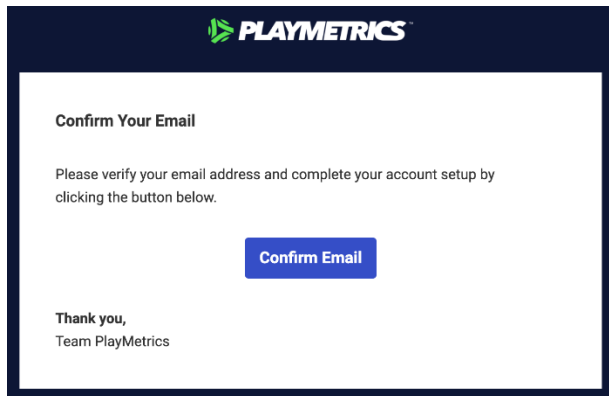 PLAYMETRICS
Confirm Your Email
Please verify your email address and complete your account setup by
clicking the button below.
Confirm Email
Thank you,
Team PlayMetrics